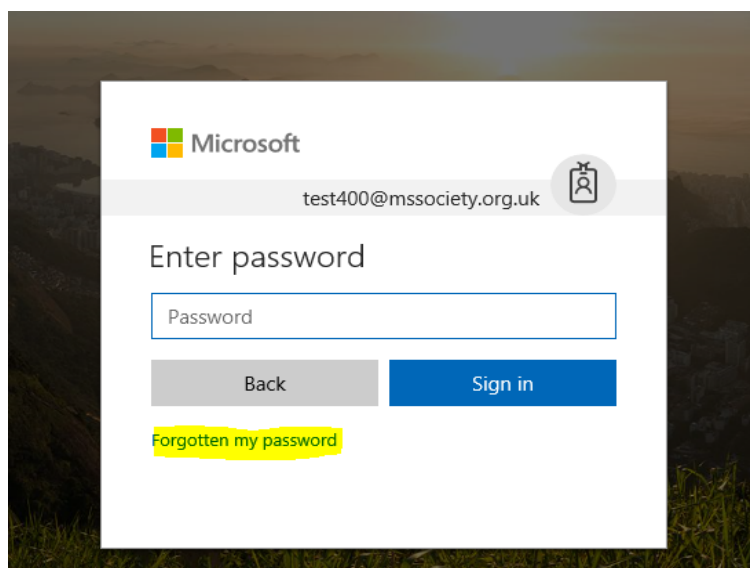 Microsoft
test400@mssociety.org.uk
Enter password
Password
Back
Sign in
Forgotten my password